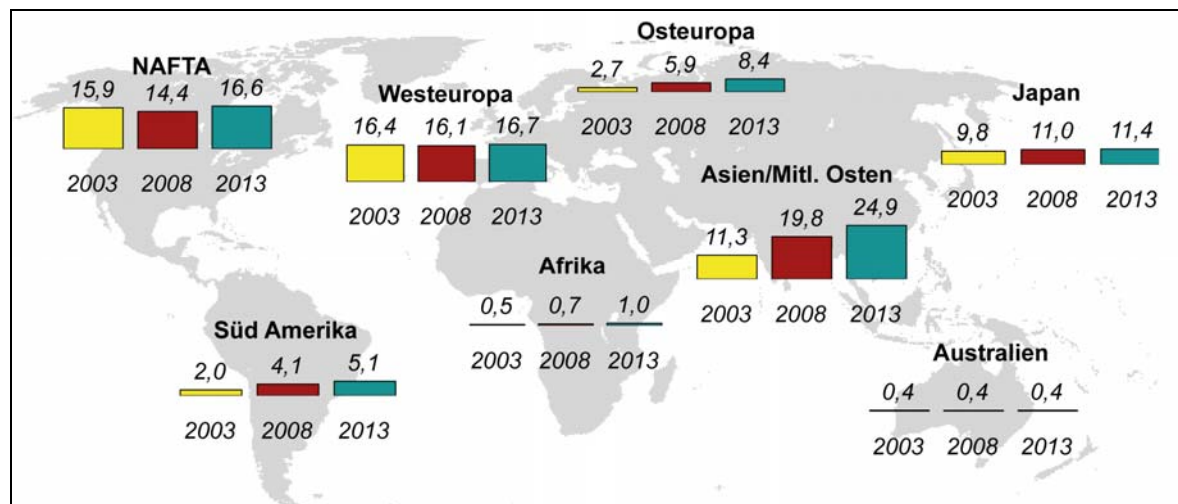 Osteuropa
2,7 5,9 8,4
2003 2008 2013
NAFTA
15,9 14,4 16,6
2003 2008 2013
Westeuropa
16,4 16,1 16,7
2003 2008 2013
Japan
9,8 11,0 11,4
2003 2008 2013
Asien/Mitl. Osten
11,3 19,8 24,9
2003 2008 2013
Afrika
0,5 0,7 1,0
2003 2008 2013
Süd Amerika
2,0 4,1 5,1
2003 2008 2013
Australien
0,4 0,4 0,4
2003 2008 2013